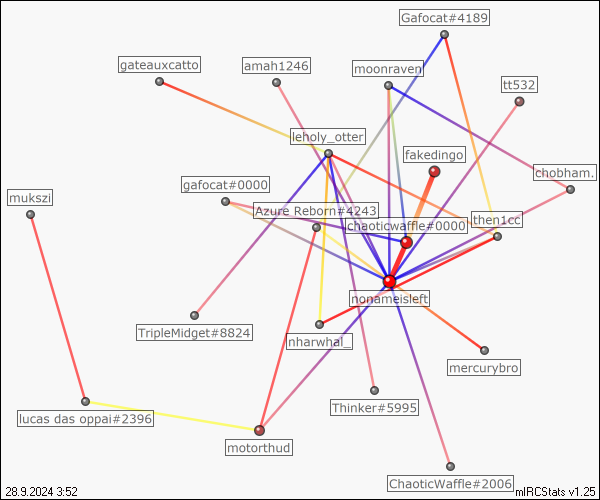 Gafocat#4189
gateauxcatto
amah1246
moonraven
tt532
leholy_otter
fakedingo
chobham.
gafocat#0000
mukszi
Azure Reborn#4243
chaoticwaffle#0000
then1cc
nonameisleft
TripleMidget#8824
nharwhal_
mercurybro
Thinker#5995
lucas das oppai#2396
motorthud
ChaoticWaffle#2006
28.9.2024 3:52
mIRCStats v1.25